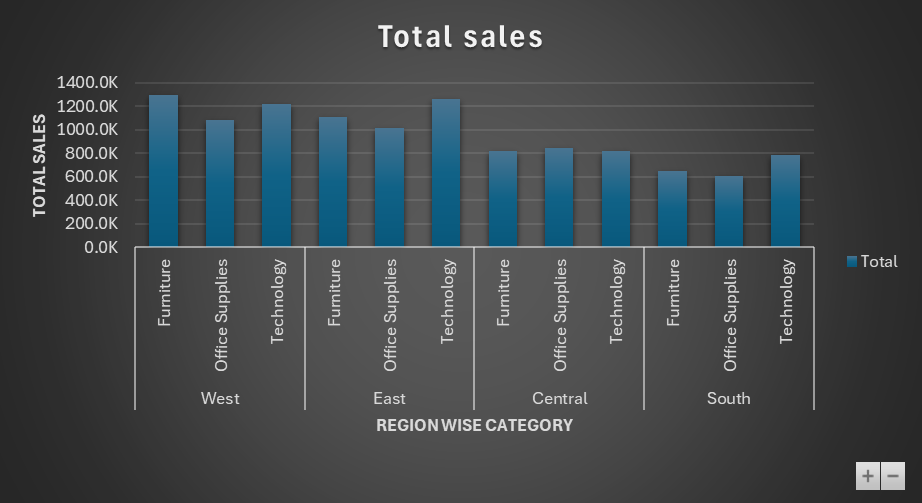 Total sales
1400.0K
1200.0K
1000.0K
800.0K
600.0K
400.0K
200.0K
0.0K
TOTAL SALES
Furniture
Office Supplies
Technology
Furniture
Office Supplies
Technology
Furniture
Office Supplies
Technology
Furniture
Office Supplies
Technology
West
East
Central
South
REGION WISE CATEGORY
Total
+ −